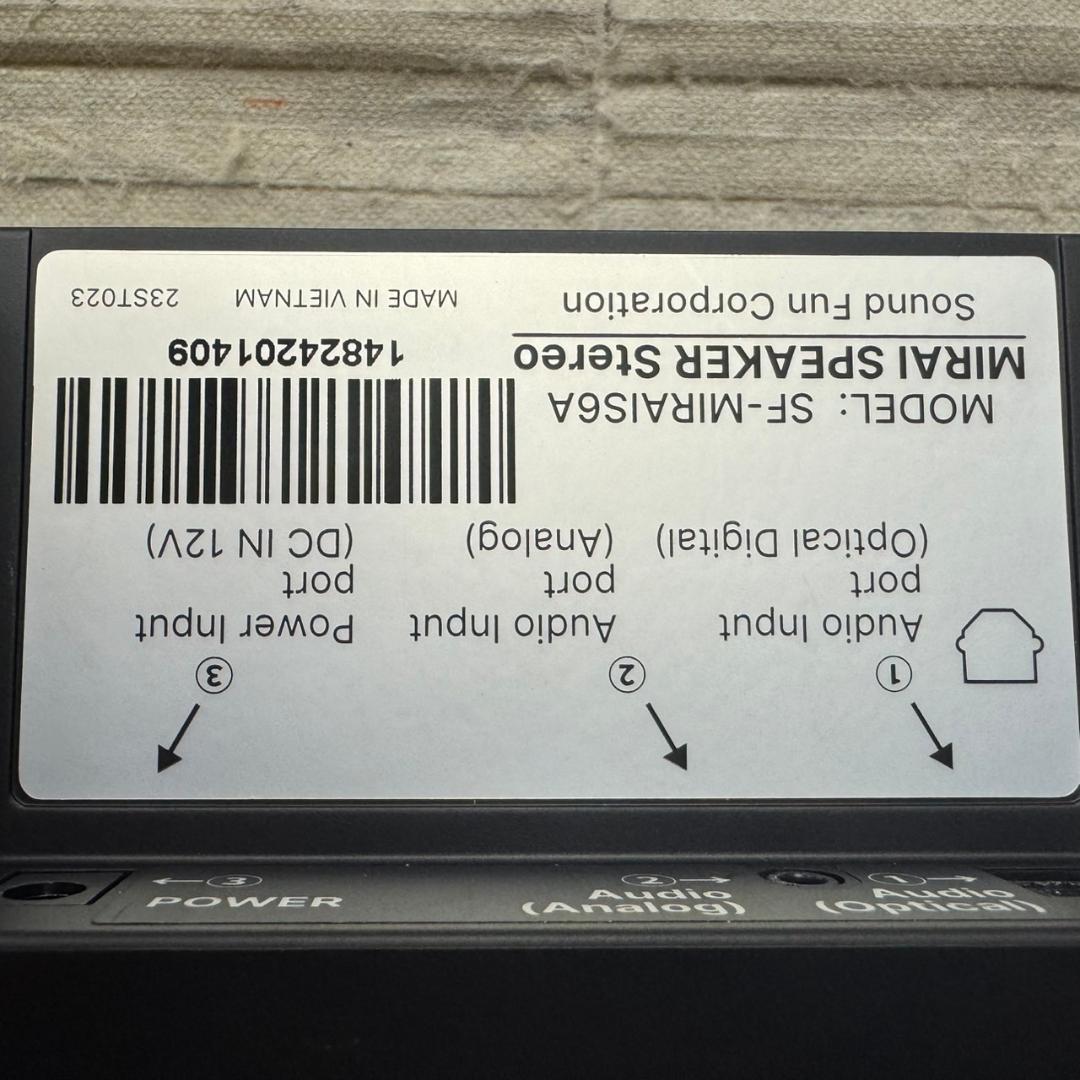 ① ② ③
Audio Input
port
(Optical Digital)
Audio Input
port
(Analog)
Power Input
port
(DC IN 12V)
MODEL: SF-MIRAIS6A
MIRAI SPEAKER Stereo
Sound Fun Corporation
14824201409
MADE IN VIETNAM 23ST023
←③
POWER
②→
Audio
(Analog)
①→
Audio
(Optical)